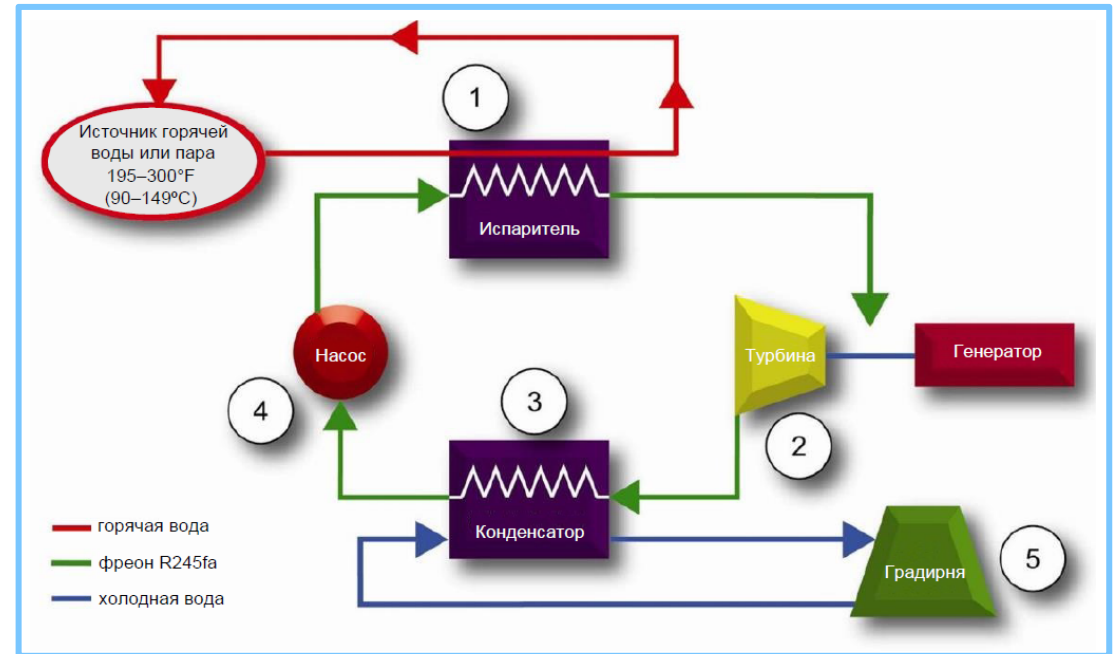 1
Источник горячей
воды или пара
195–300°F
(90–149ºC)
Испаритель
Насос
Турбина
Генератор
4
3
2
Конденсатор
горячая вода
фреон R245fa
холодная вода
Градирня
5